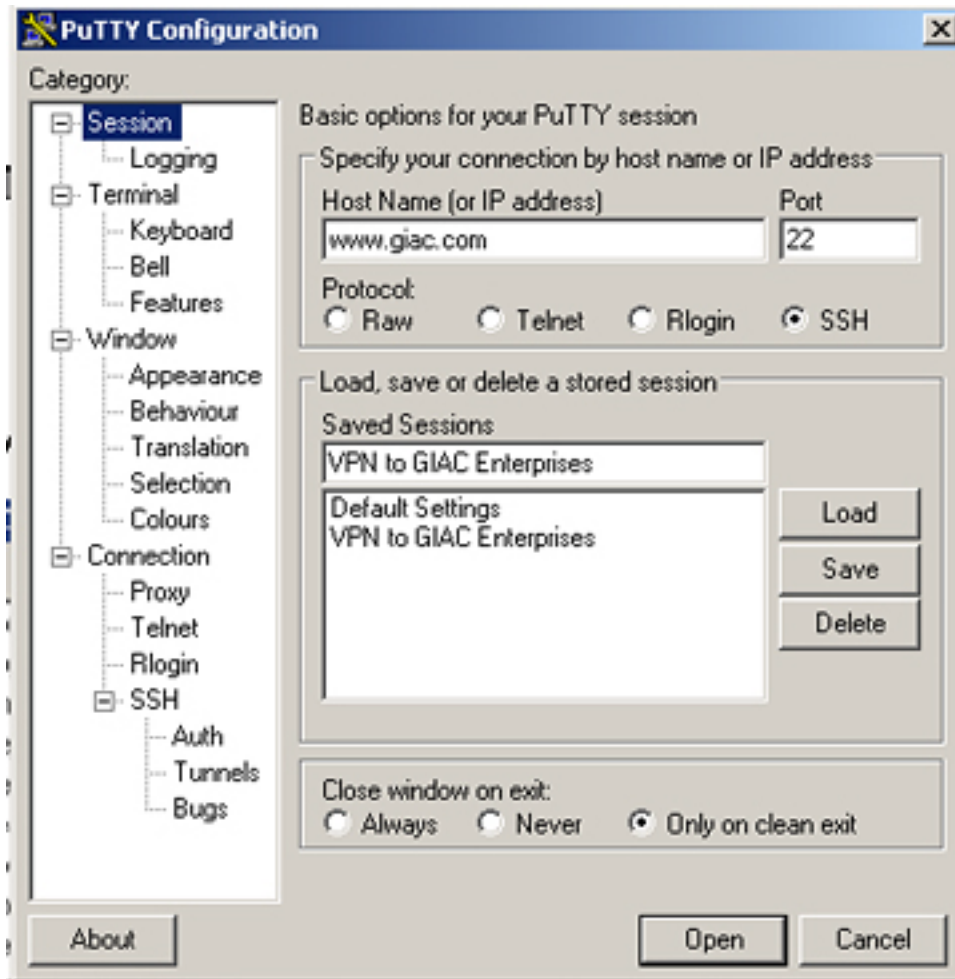 PuTTY Configuration
Category:
Session
Logging
Terminal
Keyboard
Bell
Features
Window
Appearance
Behaviour
Translation
Selection
Colours
Connection
Proxy
Telnet
Rlogin
SSH
Auth
Tunnels
Bugs
Basic options for your PuTTY session
Specify your connection by host name or IP address
Host Name (or IP address) Port
www.giac.com 22
Protocol:
Raw Telnet Rlogin SSH
Load, save or delete a stored session
Saved Sessions
VPN to GIAC Enterprises
Default Settings
VPN to GIAC Enterprises
Load
Save
Delete
Close window on exit:
Always Never Only on clean exit
About Open Cancel